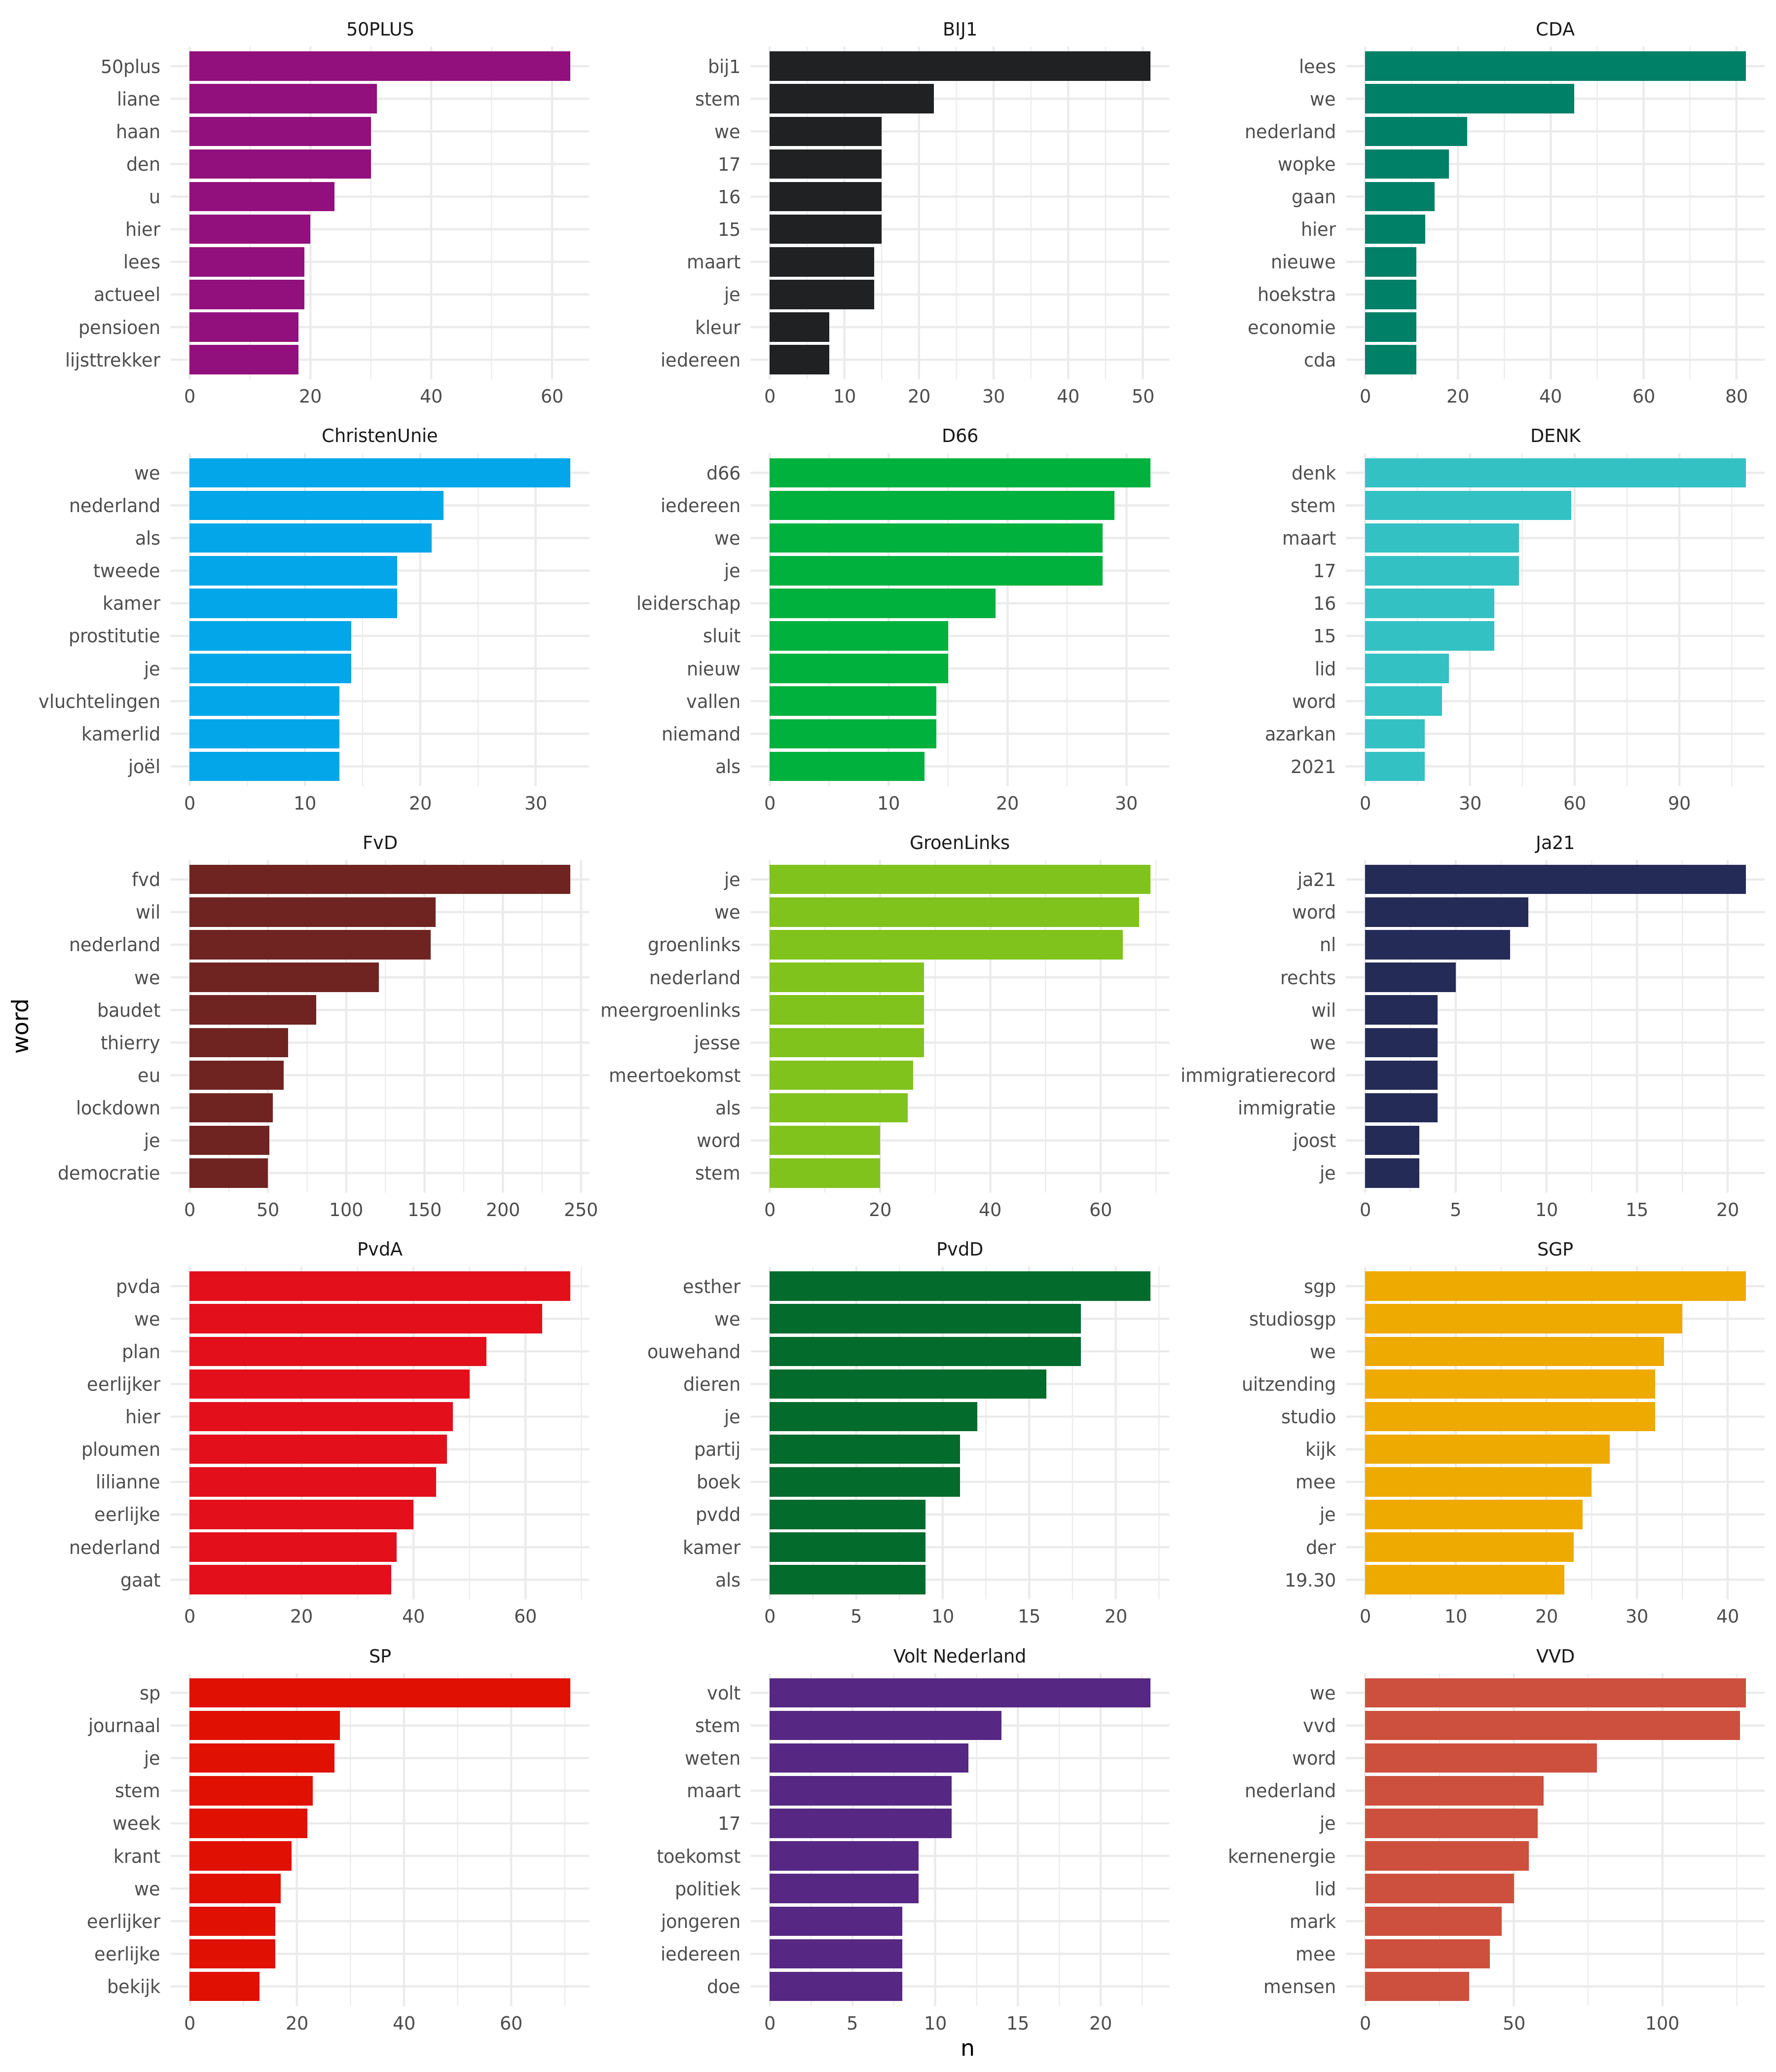 50PLUS
50plus
liane
haan
den
u
hier
lees
actueel
pensioen
lijsttrekker
0 20 40 60
BIJ1
bij1
stem
we
17
16
15
maart
je
kleur
iedereen
0 10 20 30 40 50
CDA
lees
we
nederland
wopke
gaan
hier
nieuwe
hoekstra
economie
cda
0 20 40 60 80
ChristenUnie
we
nederland
als
tweede
kamer
prostitutie
je
vluchtelingen
kamerlid
joël
0 10 20 30
D66
d66
iedereen
we
je
leiderschap
sluit
nieuw
vallen
niemand
als
0 10 20 30
DENK
denk
stem
maart
17
16
15
lid
word
azarkan
2021
0 30 60 90
FvD
fvd
wil
nederland
we
baudet
thierry
eu
lockdown
je
democratie
0 50 100 150 200 250
GroenLinks
je
we
groenlinks
nederland
meergroenlinks
jesse
meertoekomst
als
word
stem
0 20 40 60
Ja21
ja21
word
nl
rechts
wil
we
immigratierecord
immigratie
joost
je
0 5 10 15 20
PvdA
pvda
we
plan
eerlijker
hier
ploumen
lilianne
eerlijke
nederland
gaat
0 20 40 60
PvdD
esther
we
ouwehand
dieren
je
partij
boek
pvdd
kamer
als
0 5 10 15 20
SGP
sgp
studiosgp
we
uitzending
studio
kijk
mee
je
der
19.30
0 10 20 30 40
SP
sp
journaal
je
stem
week
krant
we
eerlijker
eerlijke
bekijk
0 20 40 60
Volt Nederland
volt
stem
weten
maart
17
toekomst
politiek
jongeren
iedereen
doe
0 5 10 15 20
VVD
we
vvd
word
nederland
je
kernenergie
lid
mark
mee
mensen
0 50 100
word
n